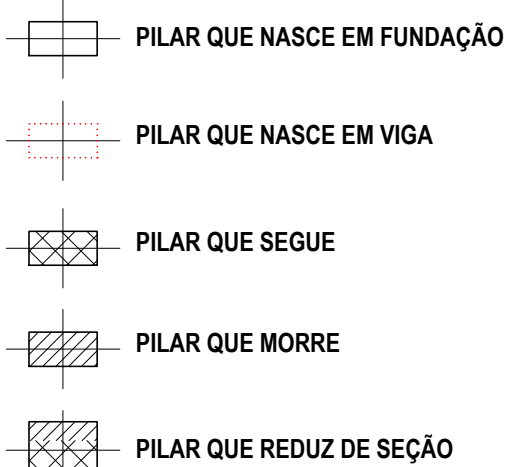 PILAR QUE NASCE EM FUNDAÇÃO
PILAR QUE NASCE EM VIGA
PILAR QUE SEGUE
PILAR QUE MORRE
PILAR QUE REDUZ DE SEÇÃO